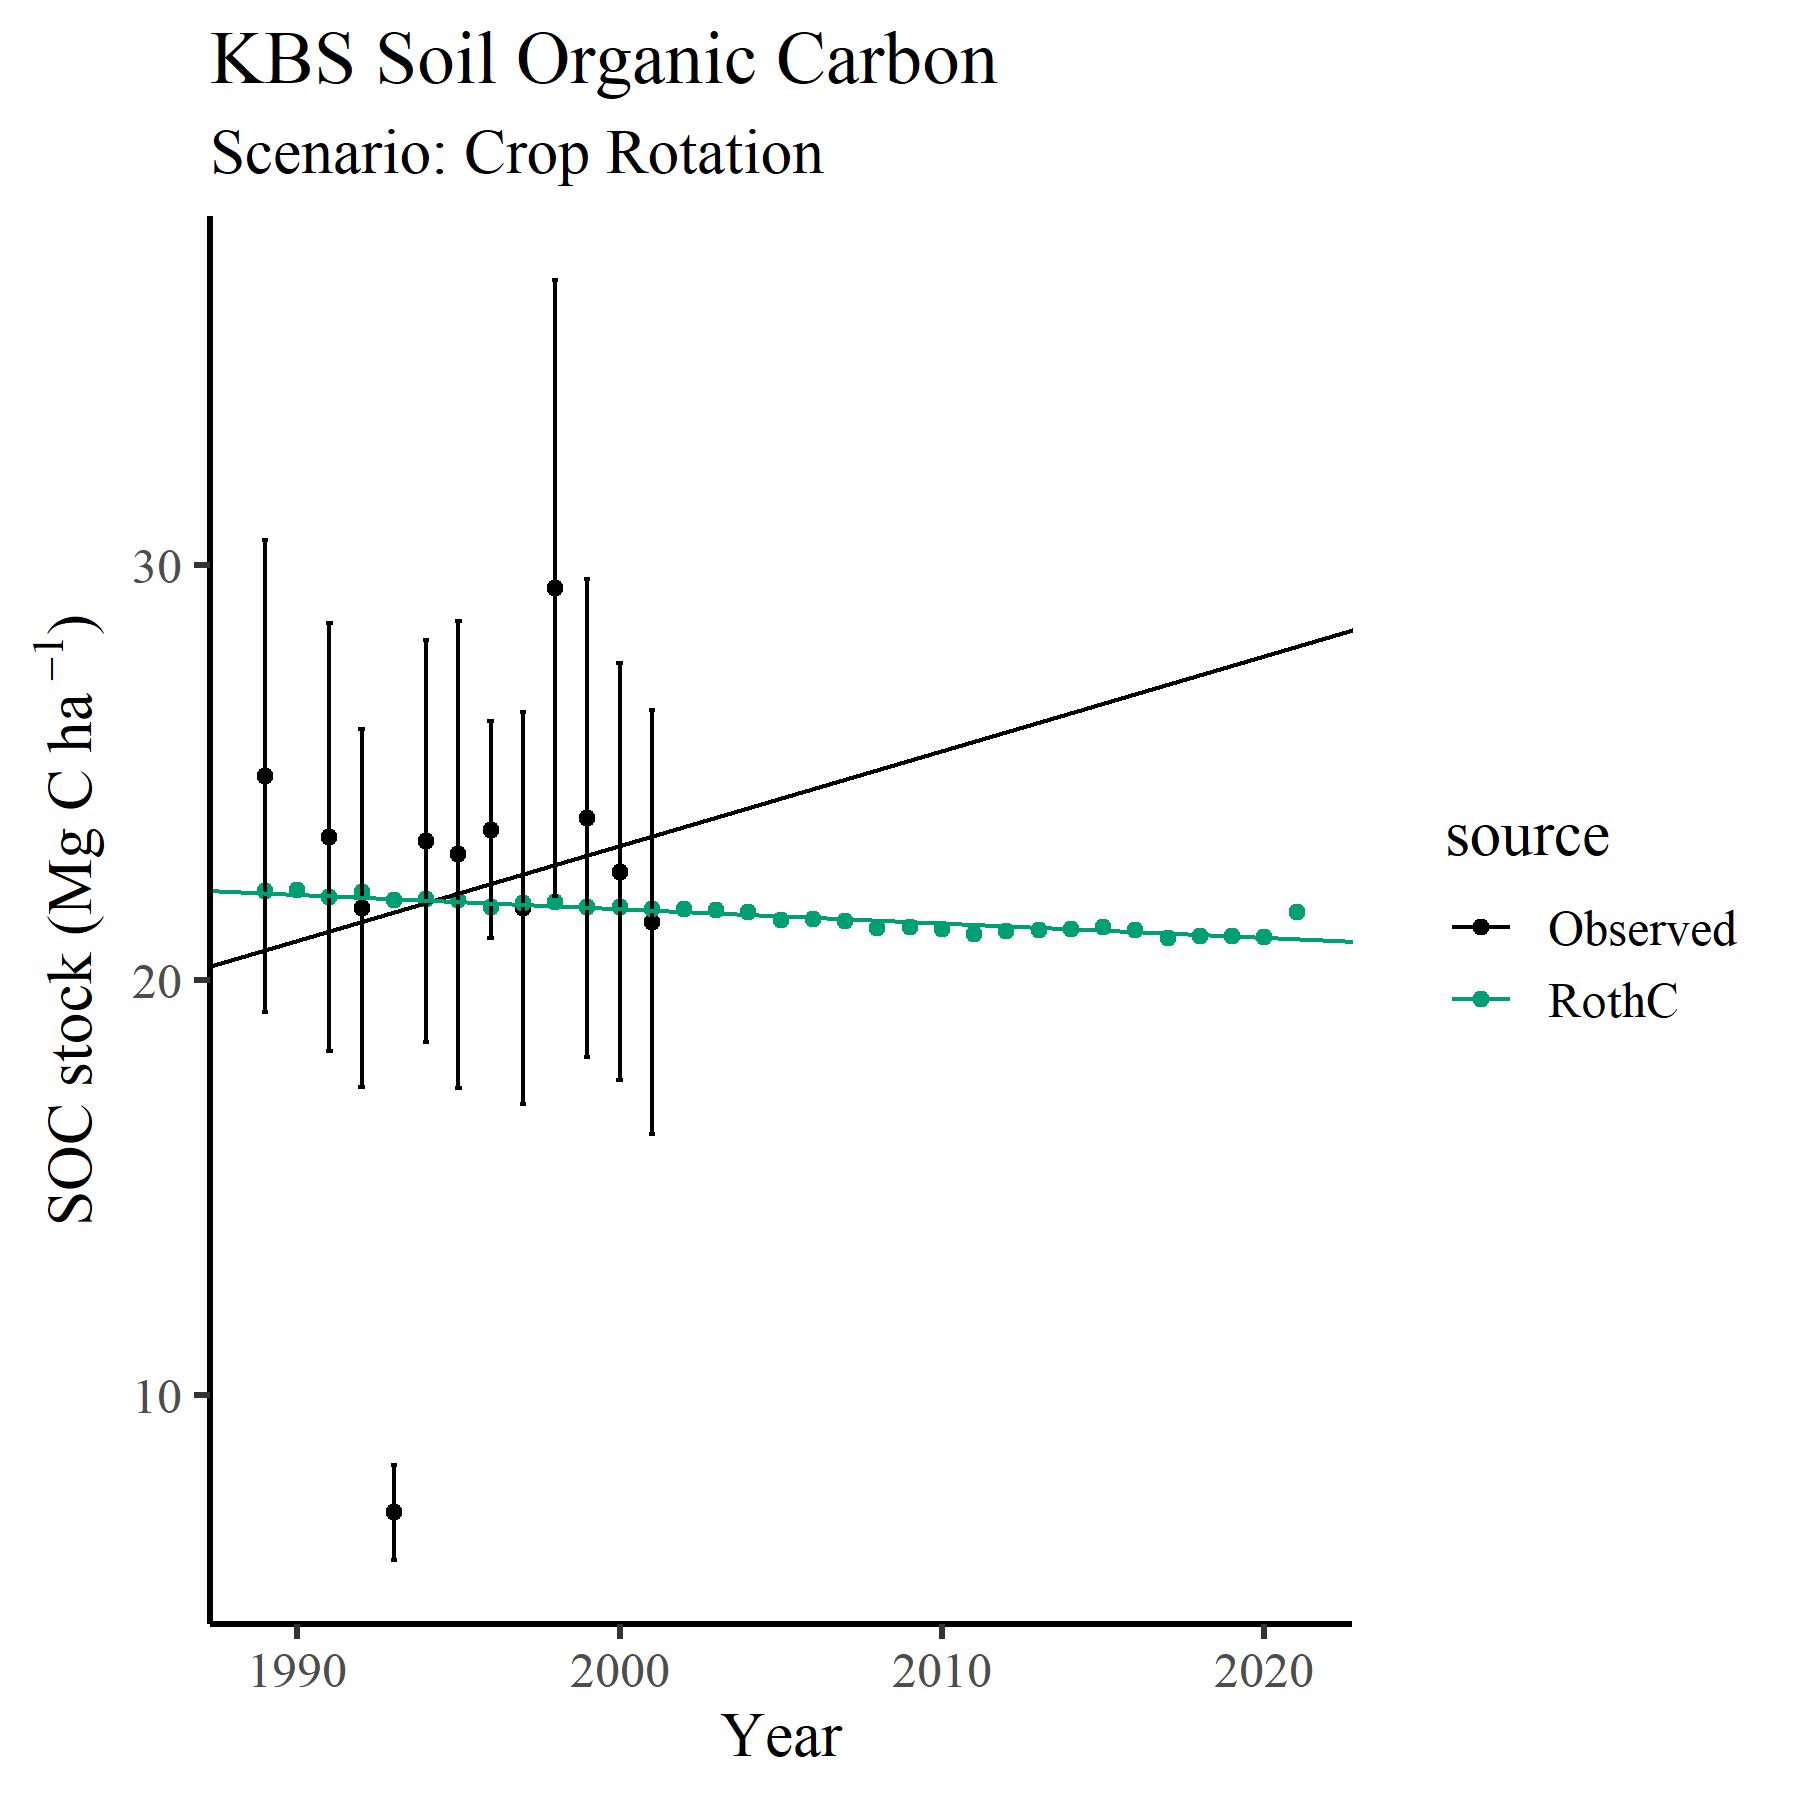 KBS Soil Organic Carbon
Scenario: Crop Rotation
SOC stock (Mg C ha⁻¹)
30
20
10
1990
2000
2010
2020
Year
source
Observed
RothC